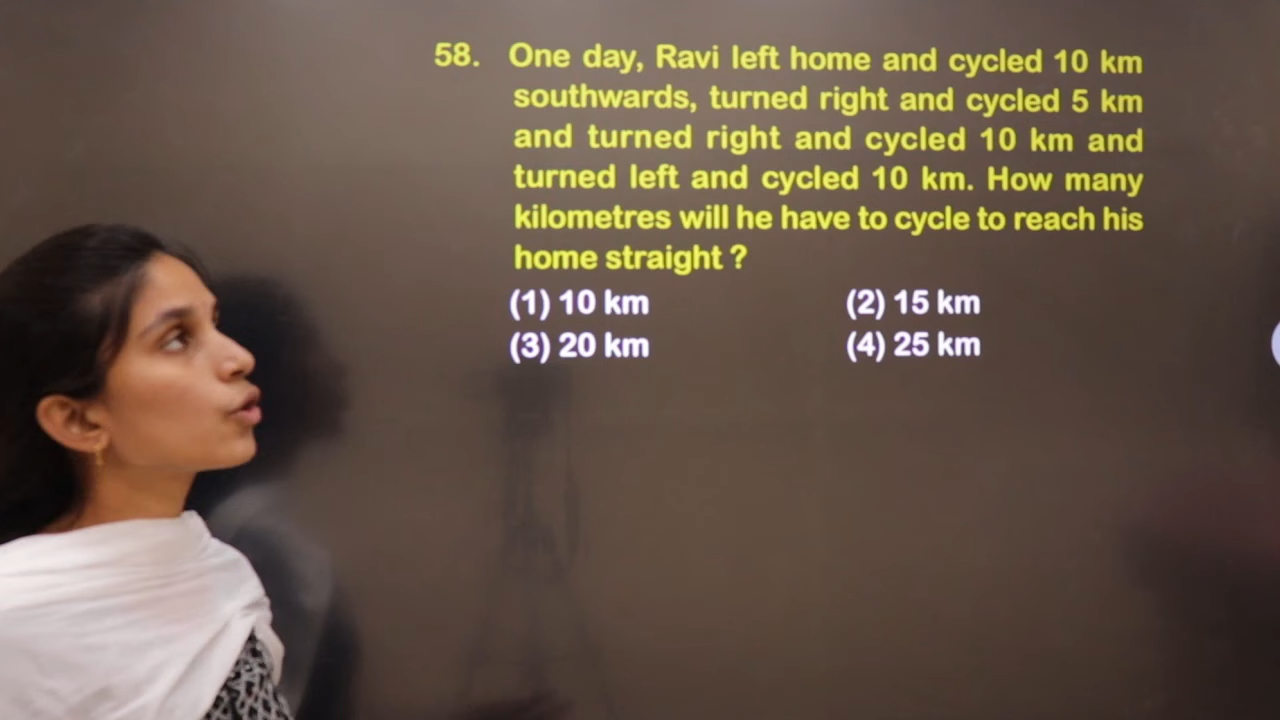 58. One day, Ravi left home and cycled 10 km
southwards, turned right and cycled 5 km
and turned right and cycled 10 km and
turned left and cycled 10 km. How many
kilometres will he have to cycle to reach his
home straight ?
(1) 10 km (2) 15 km
(3) 20 km (4) 25 km